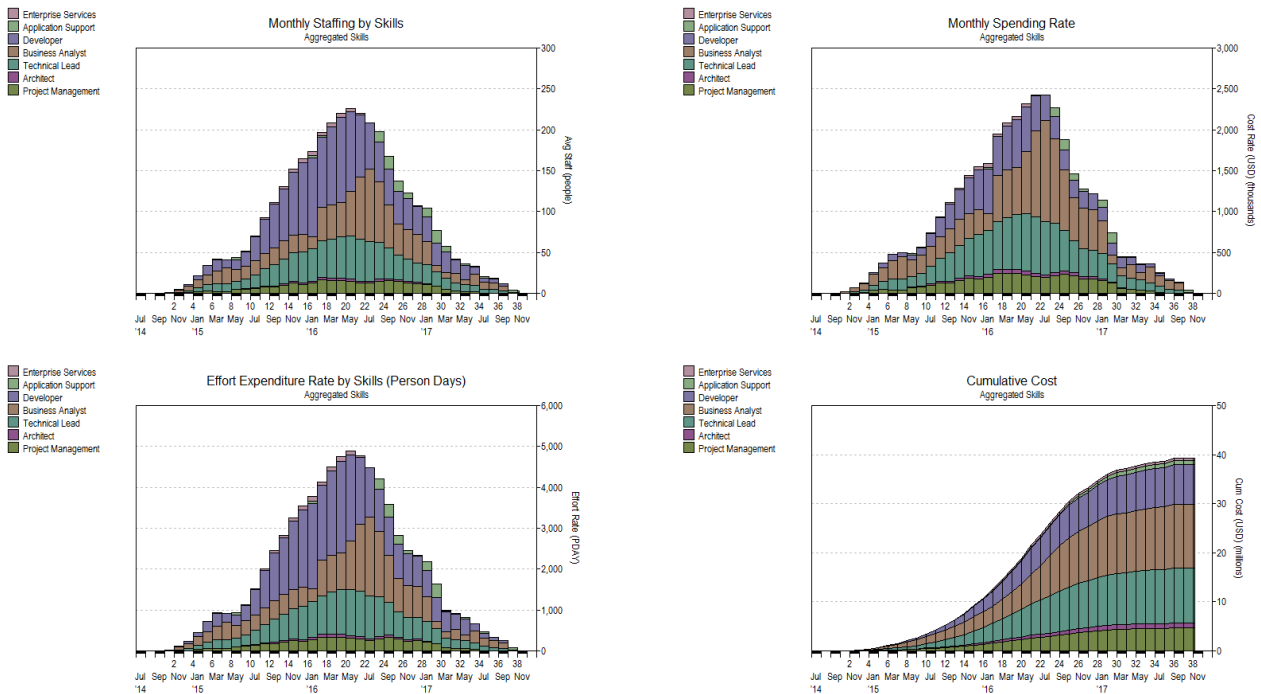 Enterprise Services
Application Support
Developer
Business Analyst
Technical Lead
Architect
Project Management
Monthly Staffing by Skills
Aggregated Skills
300
250
200
150
100
50
0
Avg Staff (people)
2 4 6 8 10 12 14 16 18 20 22 24 26 28 30 32 34 36 38
Jul Sep Nov Jan Mar May Jul Sep Nov Jan Mar May Jul Sep Nov Jan Mar May Jul Sep Nov
'14 '15 '16 '17
Enterprise Services
Application Support
Developer
Business Analyst
Technical Lead
Architect
Project Management
Monthly Spending Rate
Aggregated Skills
3,000
2,500
2,000
1,500
1,000
500
0
Cost Rate (USD) (thousands)
2 4 6 8 10 12 14 16 18 20 22 24 26 28 30 32 34 36 38
Jul Sep Nov Jan Mar May Jul Sep Nov Jan Mar May Jul Sep Nov Jan Mar May Jul Sep Nov
'14 '15 '16 '17
Enterprise Services
Application Support
Developer
Business Analyst
Technical Lead
Architect
Project Management
Effort Expenditure Rate by Skills (Person Days)
Aggregated Skills
6,000
5,000
4,000
3,000
2,000
1,000
0
Effort Rate (PDAY)
2 4 6 8 10 12 14 16 18 20 22 24 26 28 30 32 34 36 38
Jul Sep Nov Jan Mar May Jul Sep Nov Jan Mar May Jul Sep Nov Jan Mar May Jul Sep Nov
'14 '15 '16 '17
Enterprise Services
Application Support
Developer
Business Analyst
Technical Lead
Architect
Project Management
Cumulative Cost
Aggregated Skills
50
40
30
20
10
0
Cum Cost (USD) (millions)
2 4 6 8 10 12 14 16 18 20 22 24 26 28 30 32 34 36 38
Jul Sep Nov Jan Mar May Jul Sep Nov Jan Mar May Jul Sep Nov Jan Mar May Jul Sep Nov
'14 '15 '16 '17